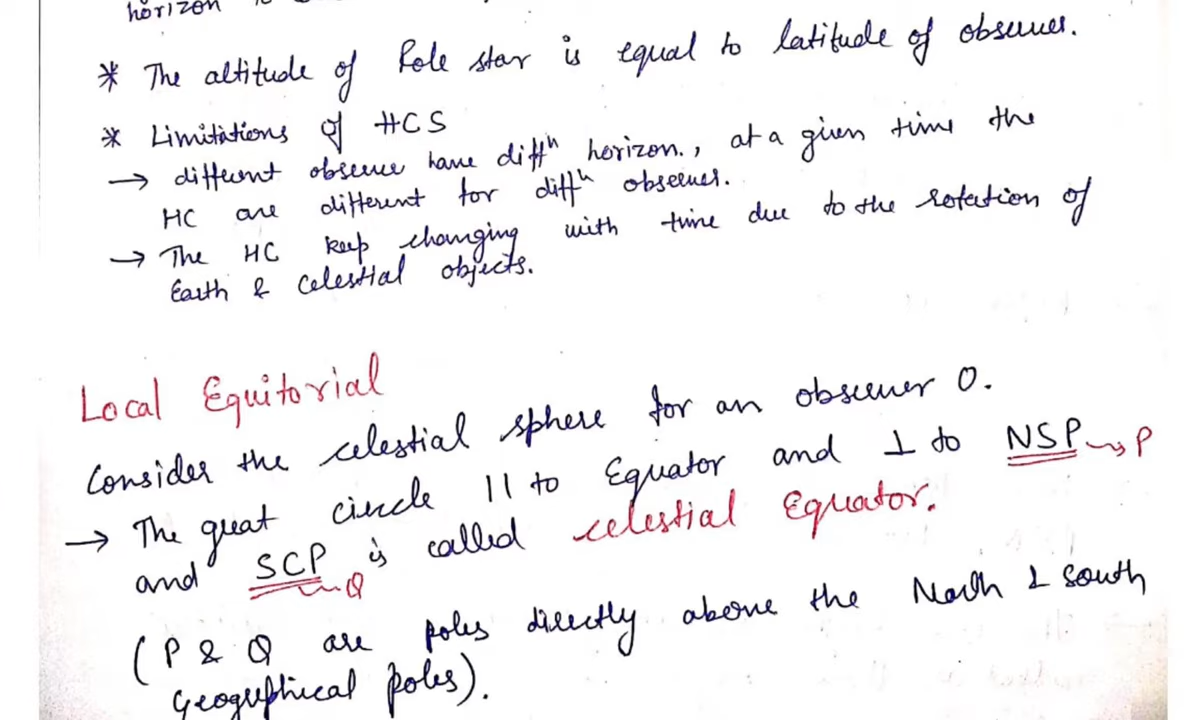 horizon
* The altitude of Pole star is equal to latitude of observer.
* Limitations of HCS
→ different observer have diffn horizon., at a given time the
HC are different for diffn observer.
→ The HC keep changing with time due to the rotation of
Earth & celestial objects.
Local Equitorial
Consider the celestial sphere for an observer O.
→ The great circle || to Equator and ⊥ to NSP → P
and SCP → Q is called celestial Equator.
(P & Q are poles directly above the North & South
Geographical poles).